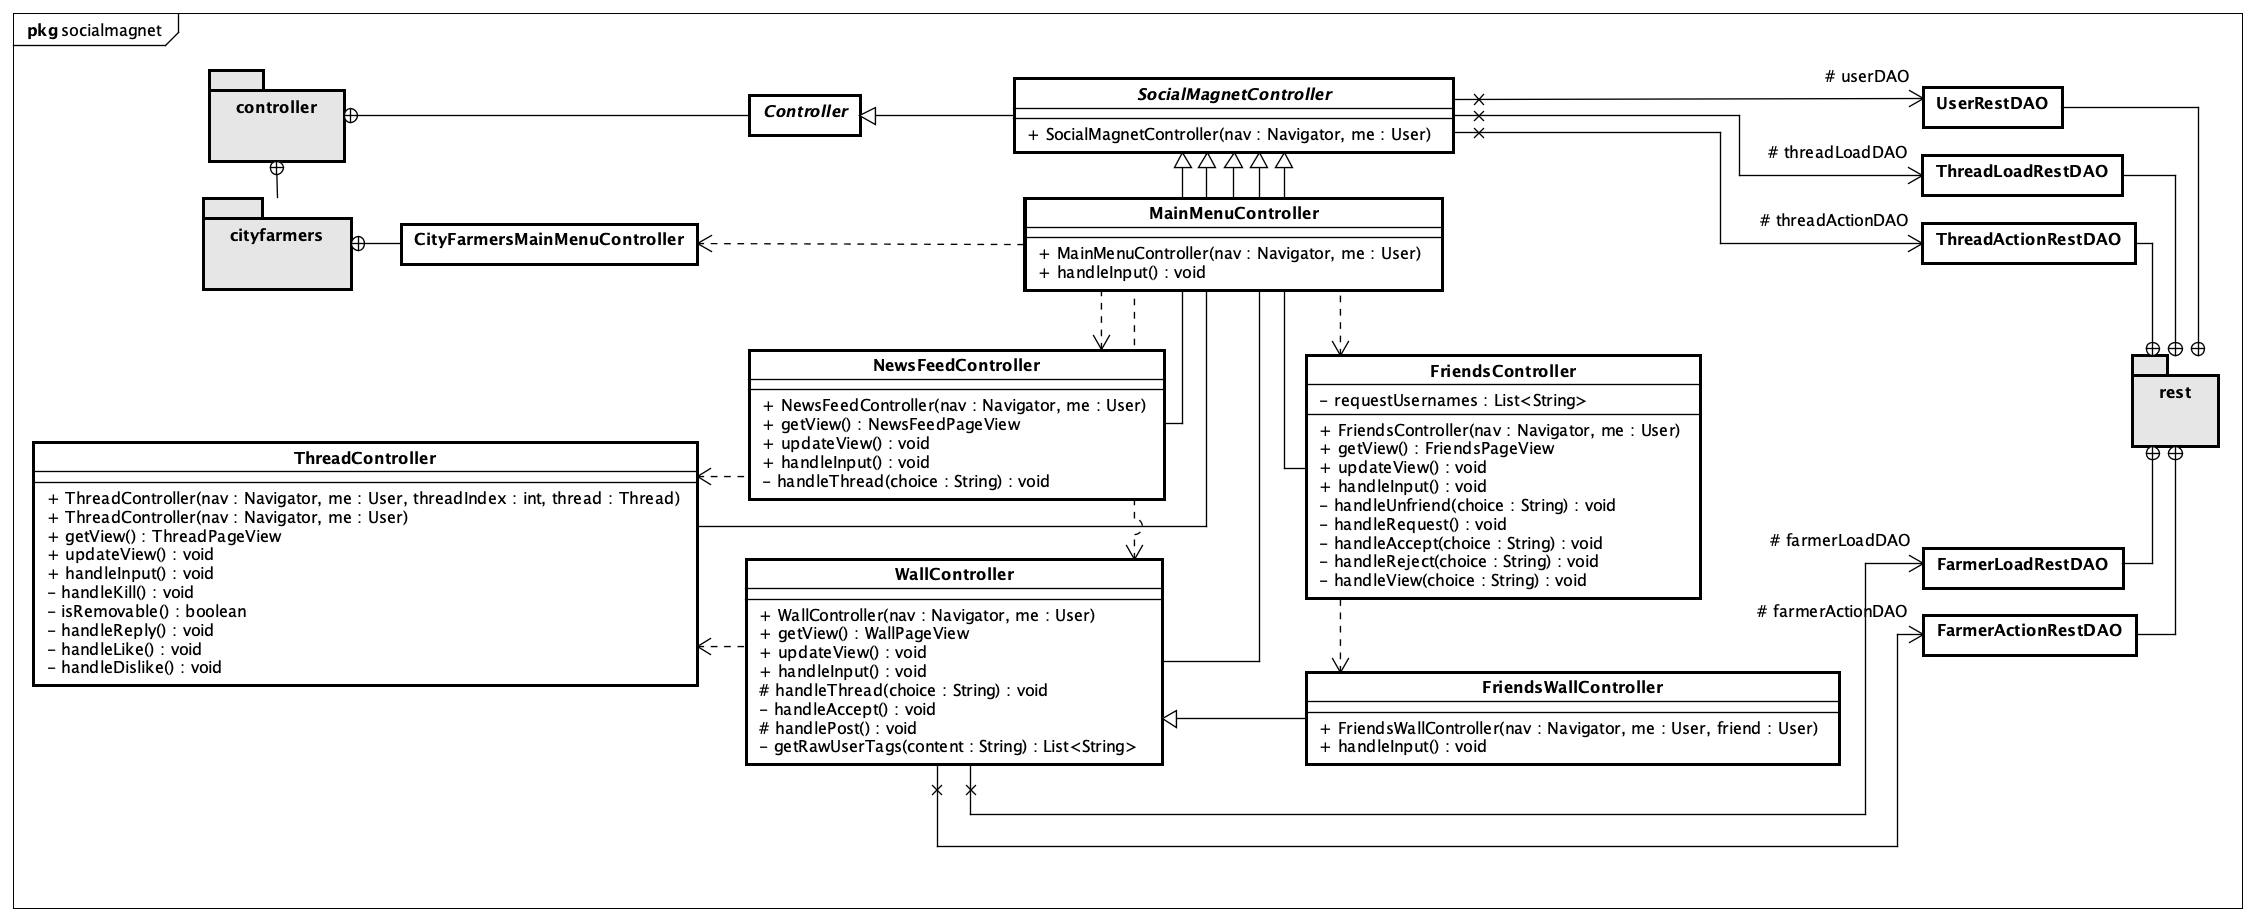 pkg socialmagnet
controller
Controller
SocialMagnetController
+ SocialMagnetController(nav : Navigator, me : User)
# userDAO
UserRestDAO
# threadLoadDAO
ThreadLoadRestDAO
# threadActionDAO
ThreadActionRestDAO
cityfarmers
CityFarmersMainMenuController
MainMenuController
+ MainMenuController(nav : Navigator, me : User)
+ handleInput() : void
NewsFeedController
+ NewsFeedController(nav : Navigator, me : User)
+ getView() : NewsFeedPageView
+ updateView() : void
+ handleInput() : void
- handleThread(choice : String) : void
FriendsController
- requestUsernames : List<String>
+ FriendsController(nav : Navigator, me : User)
+ getView() : FriendsPageView
+ updateView() : void
+ handleInput() : void
- handleUnfriend(choice : String) : void
- handleRequest() : void
- handleAccept(choice : String) : void
- handleReject(choice : String) : void
- handleView(choice : String) : void
rest
ThreadController
+ ThreadController(nav : Navigator, me : User, threadIndex : int, thread : Thread)
+ ThreadController(nav : Navigator, me : User)
+ getView() : ThreadPageView
+ updateView() : void
+ handleInput() : void
- handleKill() : void
- isRemovable() : boolean
- handleReply() : void
- handleLike() : void
- handleDislike() : void
WallController
+ WallController(nav : Navigator, me : User)
+ getView() : WallPageView
+ updateView() : void
+ handleInput() : void
# handleThread(choice : String) : void
- handleAccept() : void
# handlePost() : void
- getRawUserTags(content : String) : List<String>
# farmerLoadDAO
FarmerLoadRestDAO
# farmerActionDAO
FarmerActionRestDAO
FriendsWallController
+ FriendsWallController(nav : Navigator, me : User, friend : User)
+ handleInput() : void